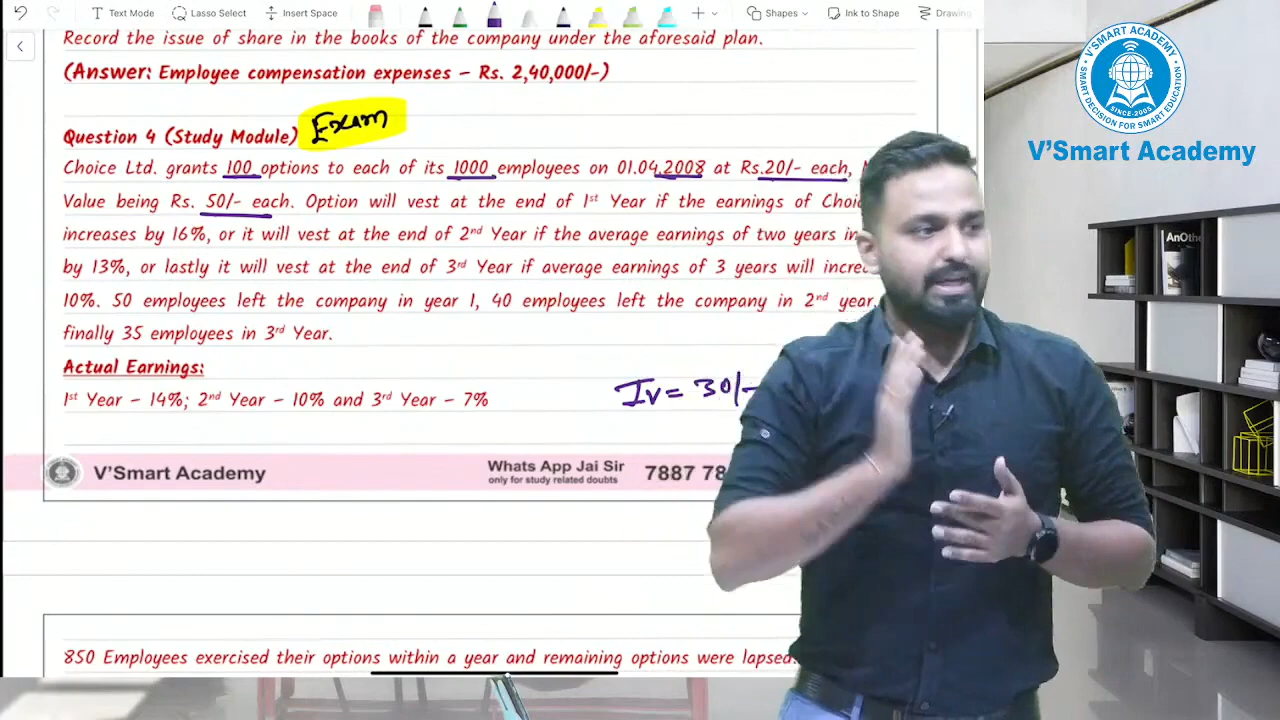 Text Mode Lasso Select Insert Space Shapes Ink to Shape Drawing
Record the issue of share in the books of the company under the aforesaid plan.
(Answer: Employee compensation expenses – Rs. 2,40,000/-)
Question 4 (Study Module) Exam
Choice Ltd. grants 100 options to each of its 1000 employees on 01.04.2008 at Rs.20/- each,
Value being Rs. 50/- each. Option will vest at the end of 1st Year if the earnings of
increases by 16%, or it will vest at the end of 2nd Year if the average earnings of two years
by 13%, or lastly it will vest at the end of 3rd Year if average earnings of 3 years will
10%. 50 employees left the company in year 1, 40 employees left the company in 2nd year
finally 35 employees in 3rd Year.
Actual Earnings:
1st Year – 14%; 2nd Year – 10% and 3rd Year – 7%
Iv = 30/-
V'Smart Academy
Whats App Jai Sir
only for study related doubts
7887 78
850 Employees exercised their options within a year and remaining options were lapsed.
V'SMART ACADEMY
SINCE-2005
SMART DECISION FOR SMART EDUCATION
V'Smart Academy
AnOthe